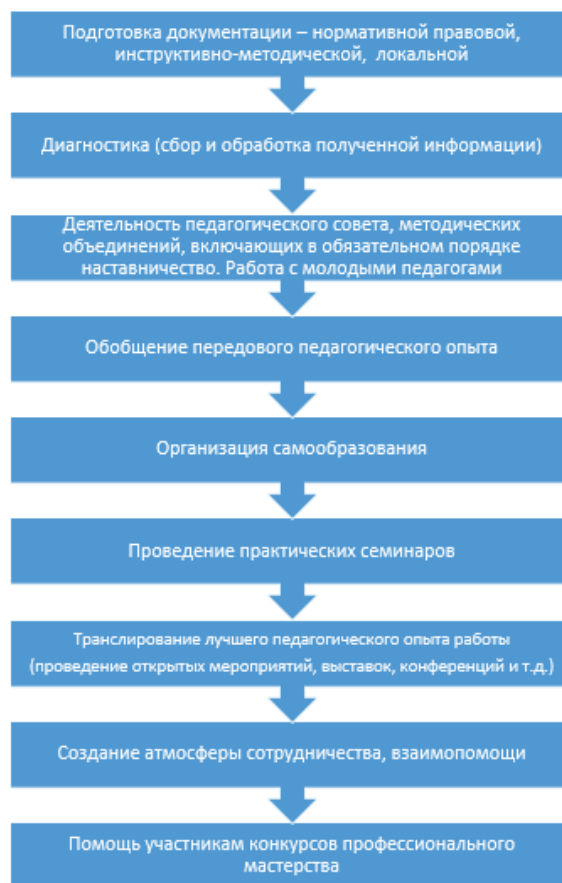 Подготовка документации – нормативной правовой,
инструктивно-методической, локальной
Диагностика (сбор и обработка полученной информации)
Деятельность педагогического совета, методических
объединений, включающих в обязательном порядке
наставничество. Работа с молодыми педагогами
Обобщение передового педагогического опыта
Организация самообразования
Проведение практических семинаров
Транслирование лучшего педагогического опыта работы
(проведение открытых мероприятий, выставок, конференций и т.д.)
Создание атмосферы сотрудничества, взаимопомощи
Помощь участникам конкурсов профессионального
мастерства